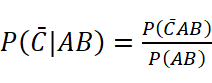 P(C̄|AB) = P(C̄AB) / P(AB)